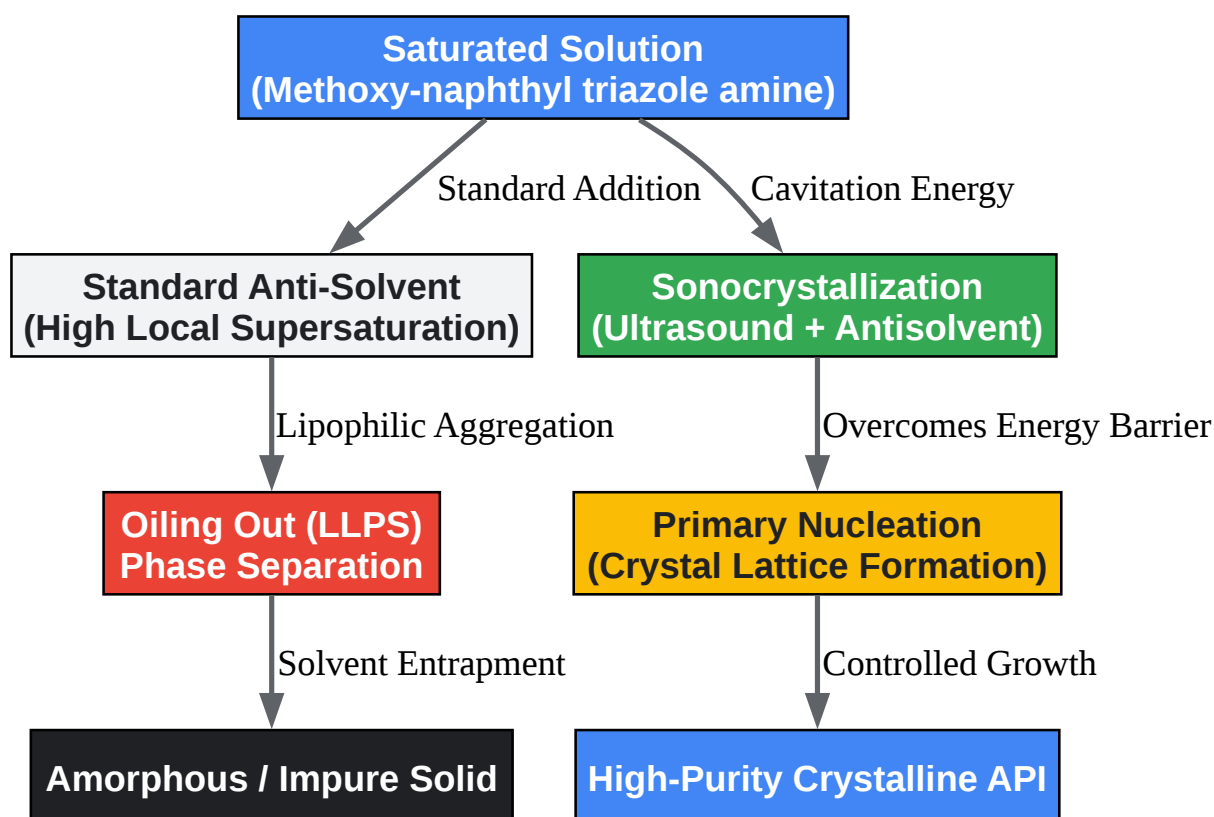 Saturated Solution
(Methoxy-naphthyl triazole amine)
Standard Addition
Cavitation Energy
Standard Anti-Solvent
(High Local Supersaturation)
Sonocrystallization
(Ultrasound + Antisolvent)
Lipophilic Aggregation
Overcomes Energy Barrier
Oiling Out (LLPS)
Phase Separation
Primary Nucleation
(Crystal Lattice Formation)
Solvent Entrapment
Controlled Growth
Amorphous / Impure Solid
High-Purity Crystalline API